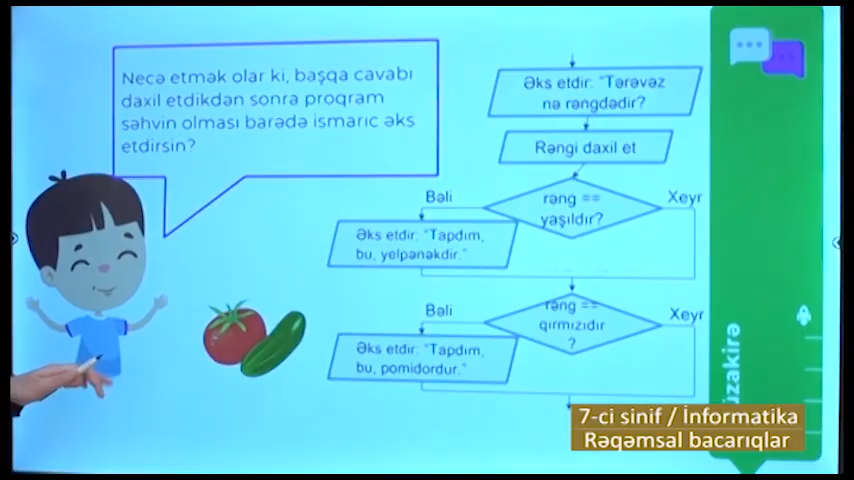 Necə etmək olar ki, başqa cavabı
daxil etdikdən sonra proqram
səhvin olması barədə ismarıc əks
etdirsin?
Əks etdir: "Tərəvəz
nə rəngdədir?
Rəngi daxil et
Bəli
rəng ==
yaşıldır?
Xeyr
Əks etdir: "Tapdım,
bu, yelpənəkdir."
Bəli
rəng ==
qırmızıdır
?
Xeyr
Əks etdir: "Tapdım,
bu, pomidordur."
üzakirə
7-ci sinif / İnformatika
Rəqəmsal bacarıqlar